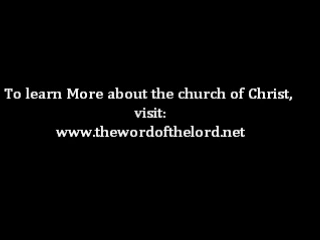 To learn More about the church of Christ,
visit:
www.thewordofthelord.net